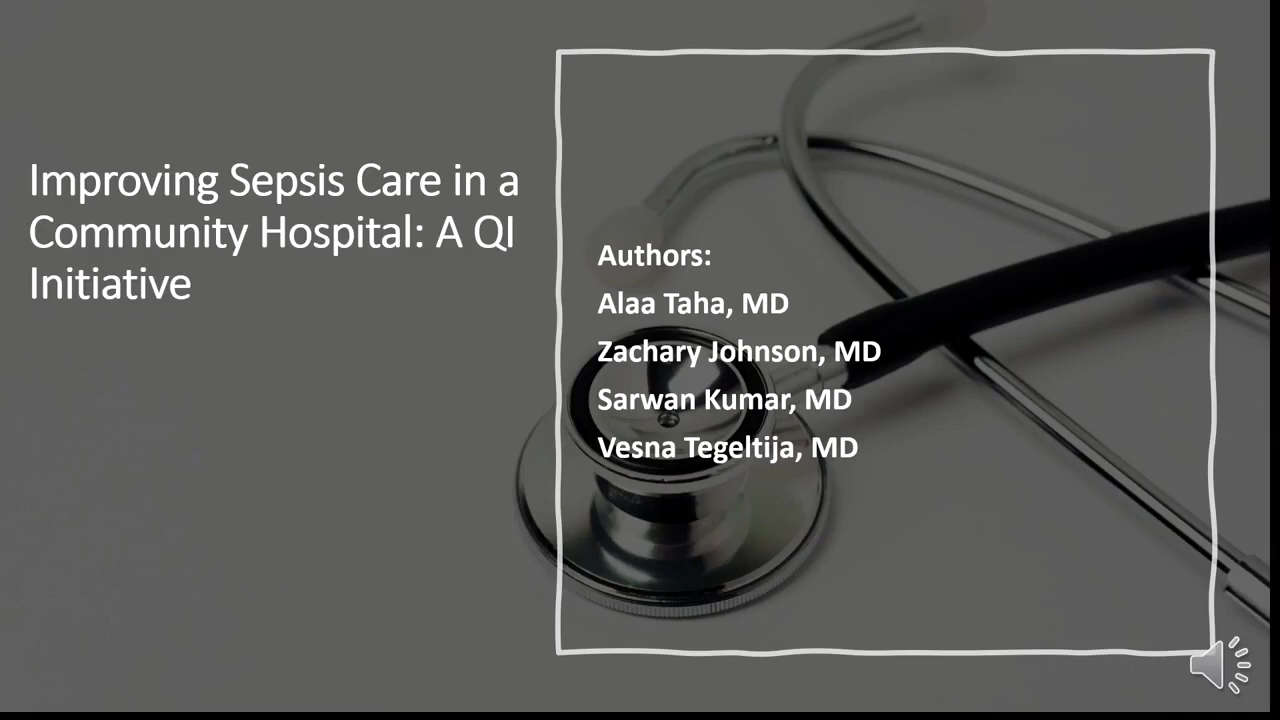 Improving Sepsis Care in a
Community Hospital: A QI
Initiative
Authors:
Alaa Taha, MD
Zachary Johnson, MD
Sarwan Kumar, MD
Vesna Tegeltija, MD